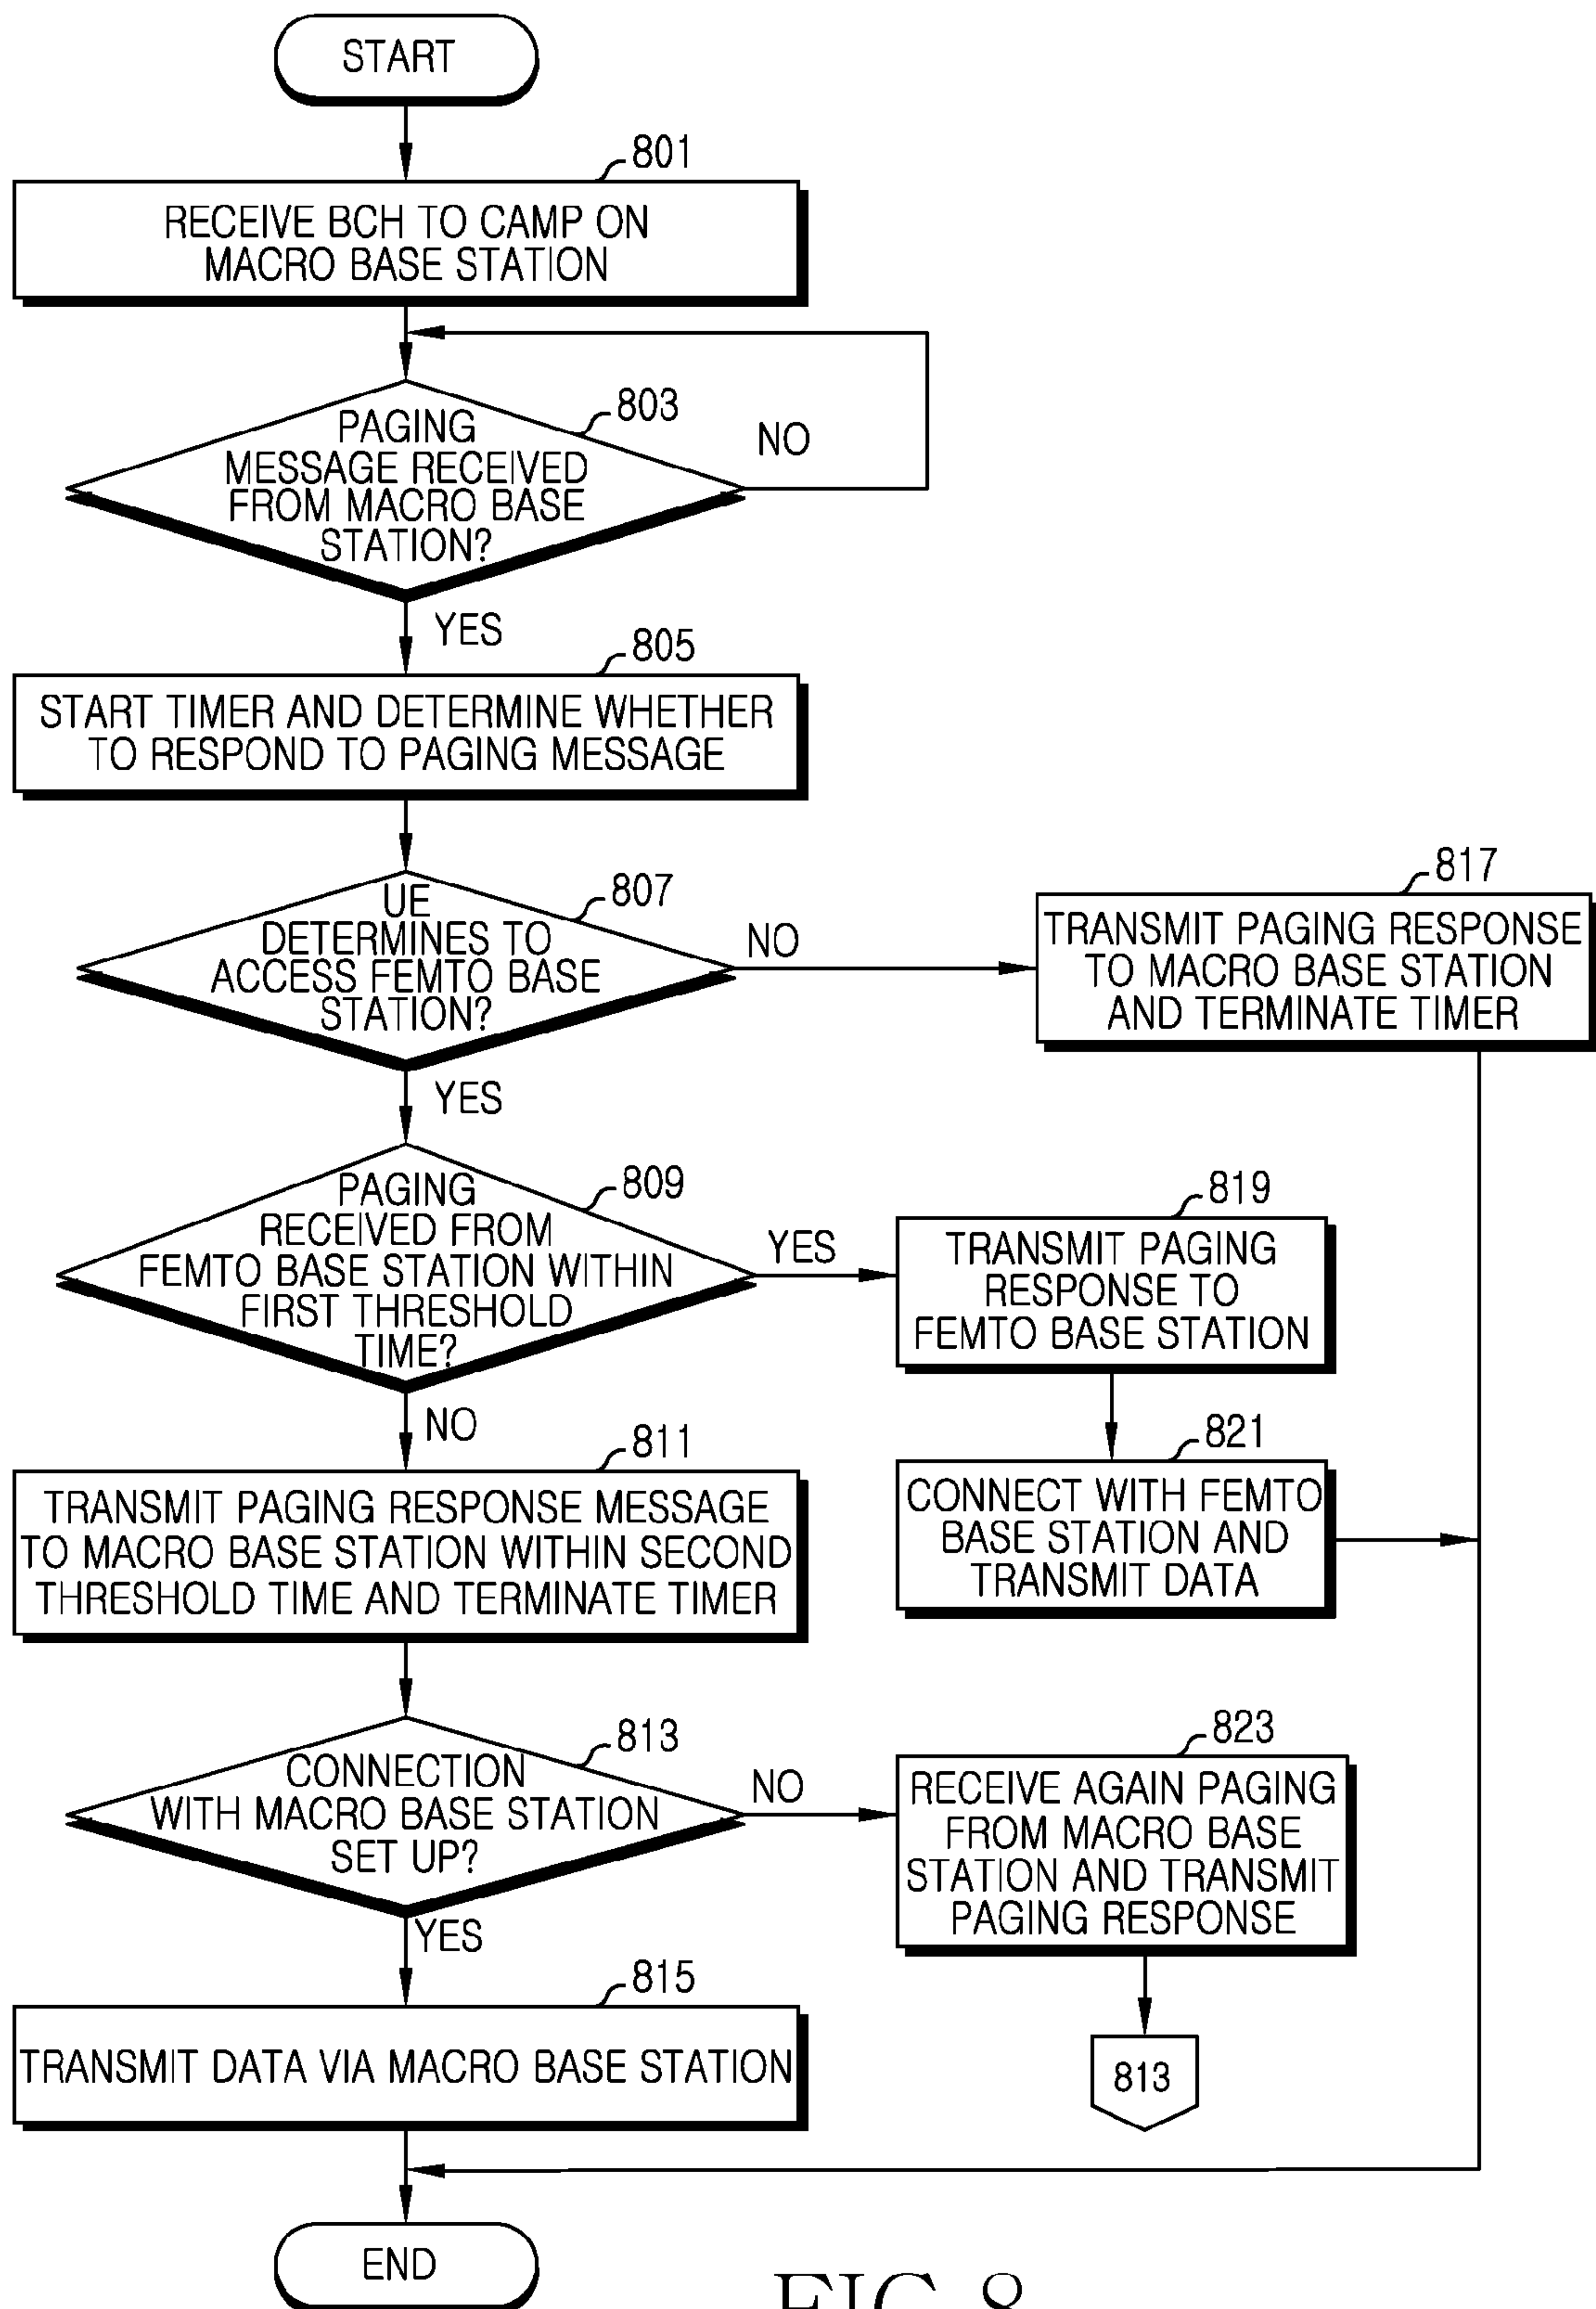 START
801
RECEIVE BCH TO CAMP ON
MACRO BASE STATION
803
PAGING
MESSAGE RECEIVED
FROM MACRO BASE
STATION?
NO
YES
805
START TIMER AND DETERMINE WHETHER
TO RESPOND TO PAGING MESSAGE
807
UE
DETERMINES TO
ACCESS FEMTO BASE
STATION?
NO
817
TRANSMIT PAGING RESPONSE
TO MACRO BASE STATION
AND TERMINATE TIMER
YES
809
PAGING
RECEIVED FROM
FEMTO BASE STATION WITHIN
FIRST THRESHOLD
TIME?
YES
819
TRANSMIT PAGING
RESPONSE TO
FEMTO BASE STATION
NO
821
CONNECT WITH FEMTO
BASE STATION AND
TRANSMIT DATA
811
TRANSMIT PAGING RESPONSE MESSAGE
TO MACRO BASE STATION WITHIN SECOND
THRESHOLD TIME AND TERMINATE TIMER
813
CONNECTION
WITH MACRO BASE STATION
SET UP?
NO
823
RECEIVE AGAIN PAGING
FROM MACRO BASE
STATION AND TRANSMIT
PAGING RESPONSE
813
YES
815
TRANSMIT DATA VIA MACRO BASE STATION
END
FIG.8